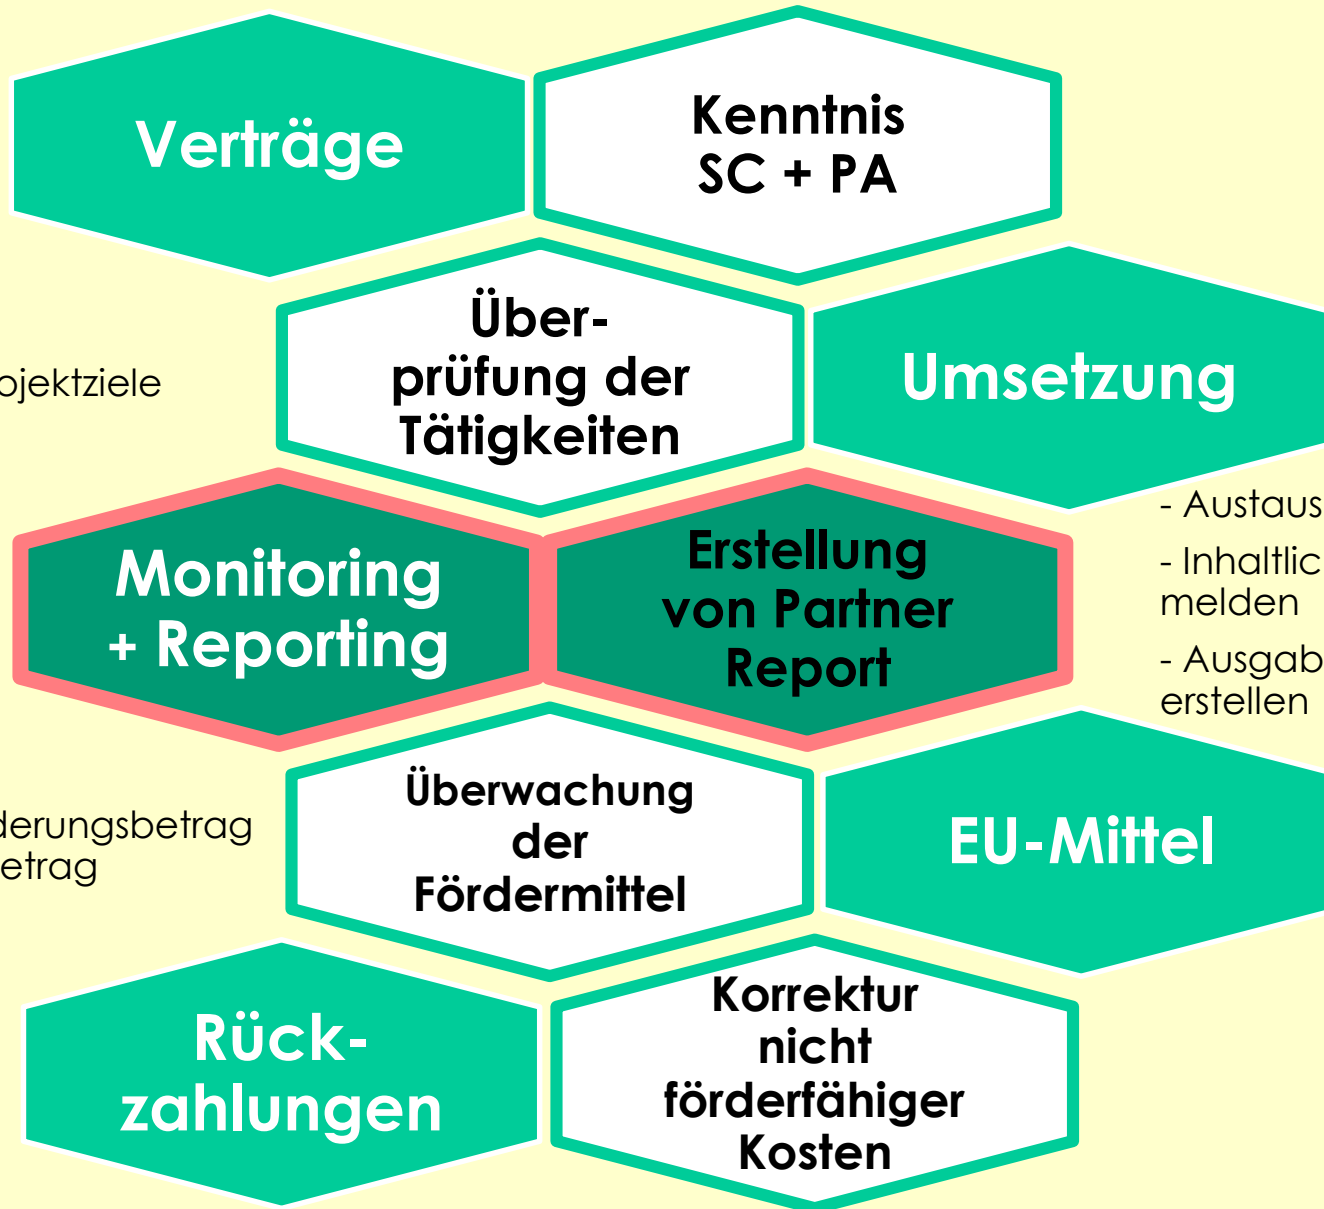 Verträge
Kenntnis
SC + PA
Über-
prüfung der
Tätigkeiten
Umsetzung
ojektziele
Monitoring
+ Reporting
Erstellung
von Partner
Report
- Austaus
- Inhaltlic
melden
- Ausgab
erstellen
Überwachung
der
Fördermittel
derungsbetrag
etrag
EU-Mittel
Rück-
zahlungen
Korrektur
nicht
förderfähiger
Kosten